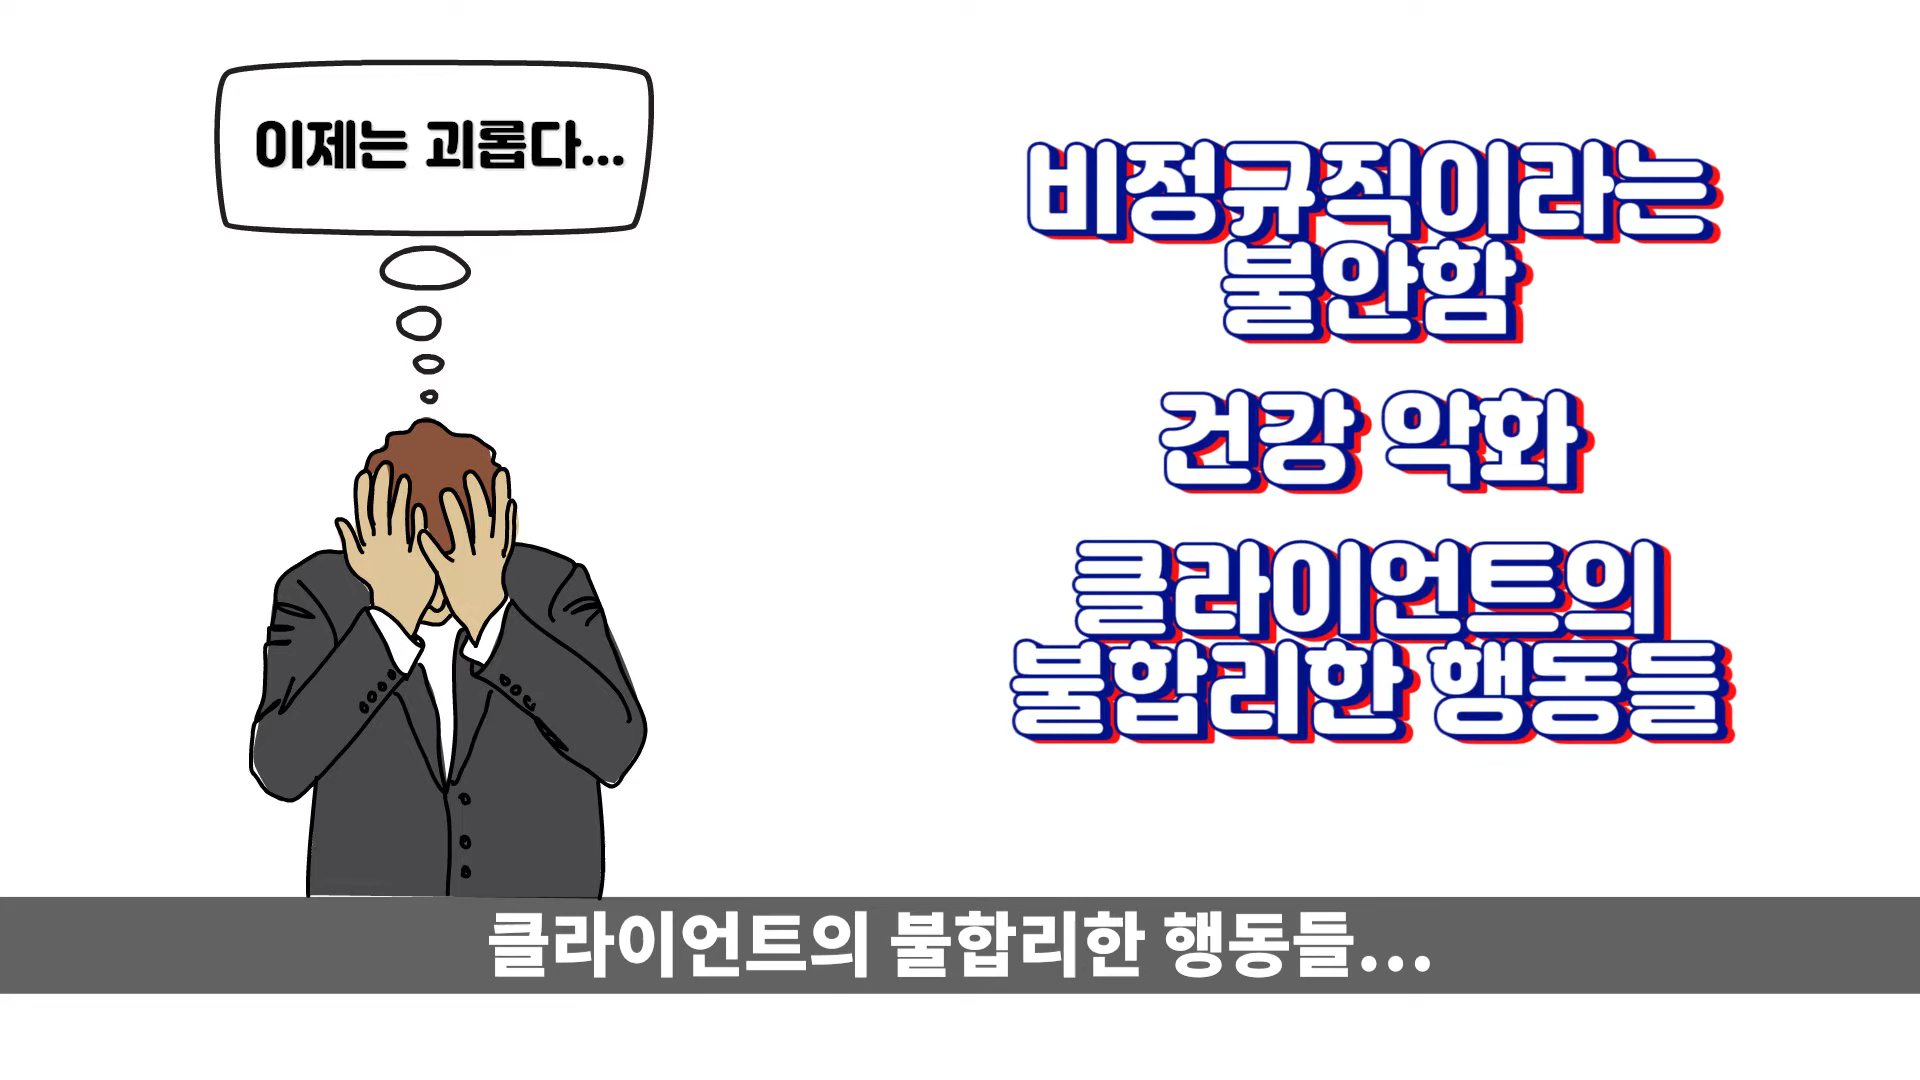 이제는 괴롭다...
비정규직이라는
불안함
건강 악화
클라이언트의
불합리한 행동들
클라이언트의 불합리한 행동들...